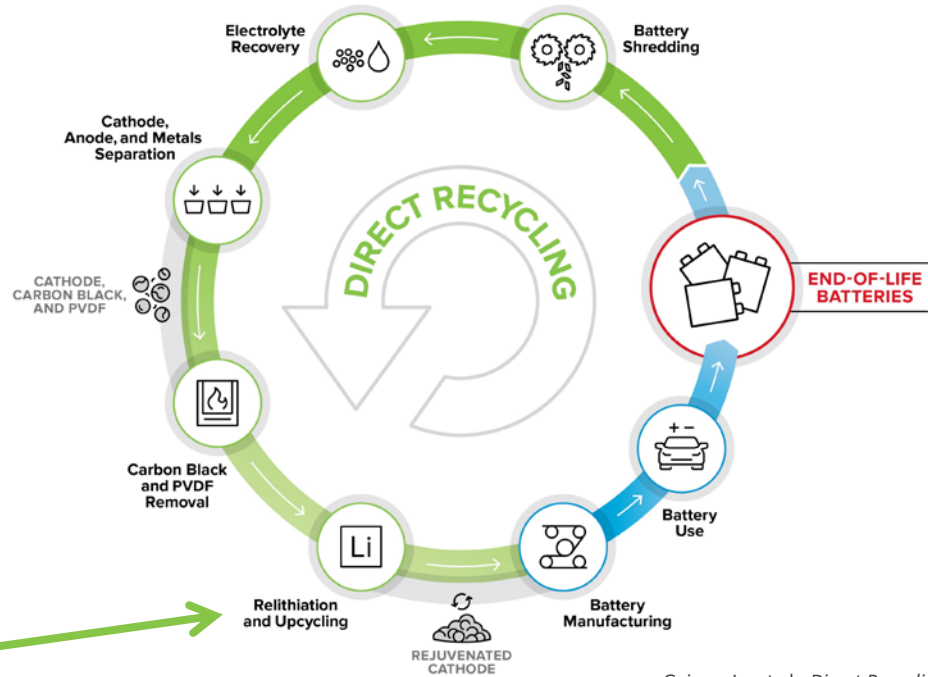 Electrolyte
Recovery
Battery
Shredding
Cathode,
Anode, and Metals
Separation
DIRECT RECYCLING
CATHODE,
CARBON BLACK,
AND PVDF
END-OF-LIFE
BATTERIES
+ −
Carbon Black
and PVDF
Removal
Battery
Use
Li
Relithiation
and Upcycling
Battery
Manufacturing
REJUVENATED
CATHODE